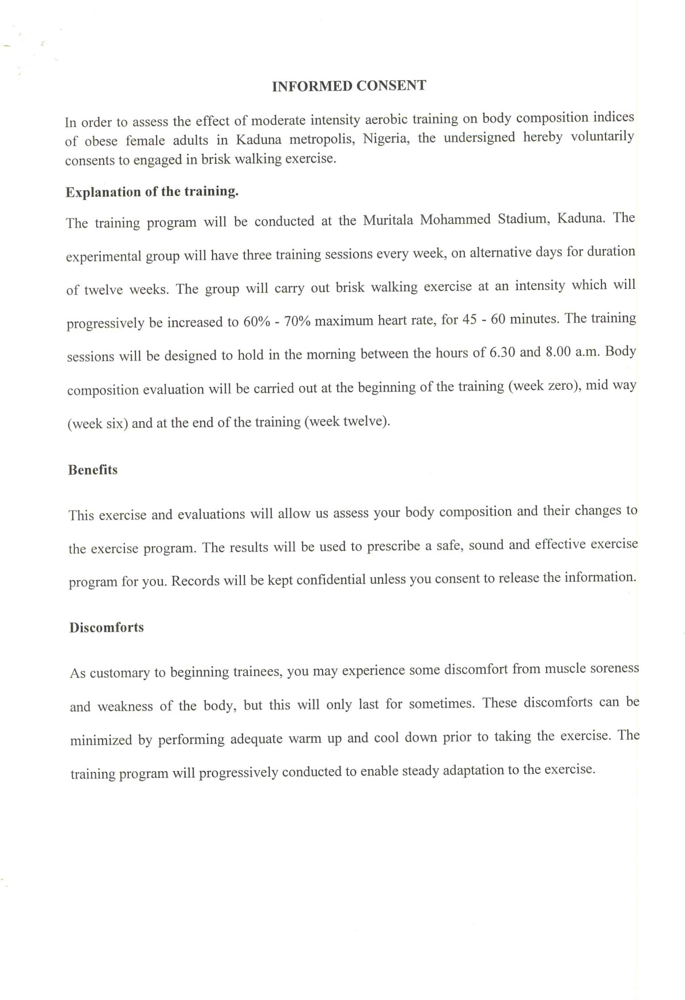 INFORMED CONSENT
In order to assess the effect of moderate intensity aerobic training on body composition indices
of obese female adults in Kaduna metropolis, Nigeria, the undersigned hereby voluntarily
consents to engaged in brisk walking exercise.
Explanation of the training.
The training program will be conducted at the Muritala Mohammed Stadium, Kaduna. The
experimental group will have three training sessions every week, on alternative days for duration
of twelve weeks. The group will carry out brisk walking exercise at an intensity which will
progressively be increased to 60% - 70% maximum heart rate, for 45 - 60 minutes. The training
sessions will be designed to hold in the morning between the hours of 6.30 and 8.00 a.m. Body
composition evaluation will be carried out at the beginning of the training (week zero), mid way
(week six) and at the end of the training (week twelve).
Benefits
This exercise and evaluations will allow us assess your body composition and their changes to
the exercise program. The results will be used to prescribe a safe, sound and effective exercise
program for you. Records will be kept confidential unless you consent to release the information.
Discomforts
As customary to beginning trainees, you may experience some discomfort from muscle soreness
and weakness of the body, but this will only last for sometimes. These discomforts can be
minimized by performing adequate warm up and cool down prior to taking the exercise. The
training program will progressively conducted to enable steady adaptation to the exercise.